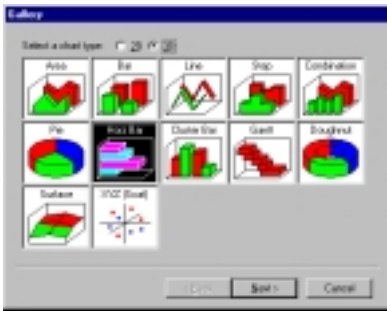 Gallery
Select a chart type: 2D 3D
Area Bar Line Step Combination
Pie Horiz Bar Cluster Bar Gantt Doughnut
Surface XYZ (Scat)
< Back Next > Cancel